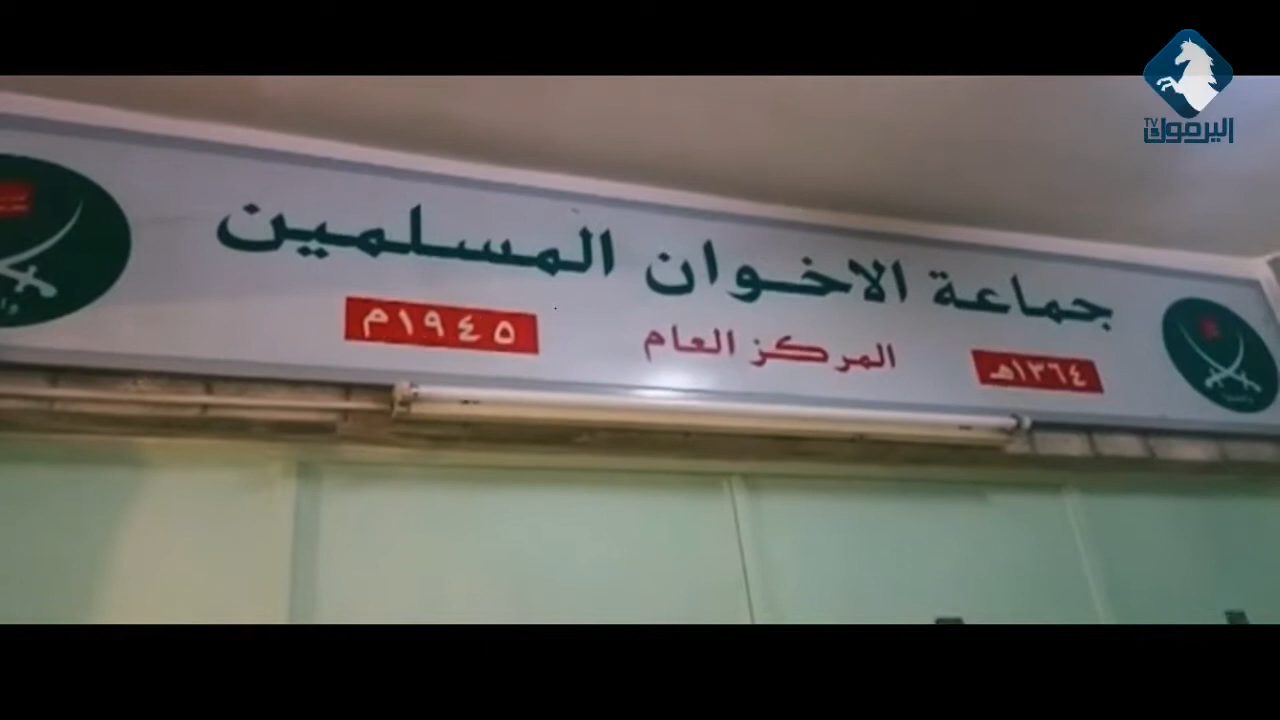 TV اليرموك
جماعة الاخوان المسلمين
١٣٦٤هـ المركز العام ١٩٤٥م